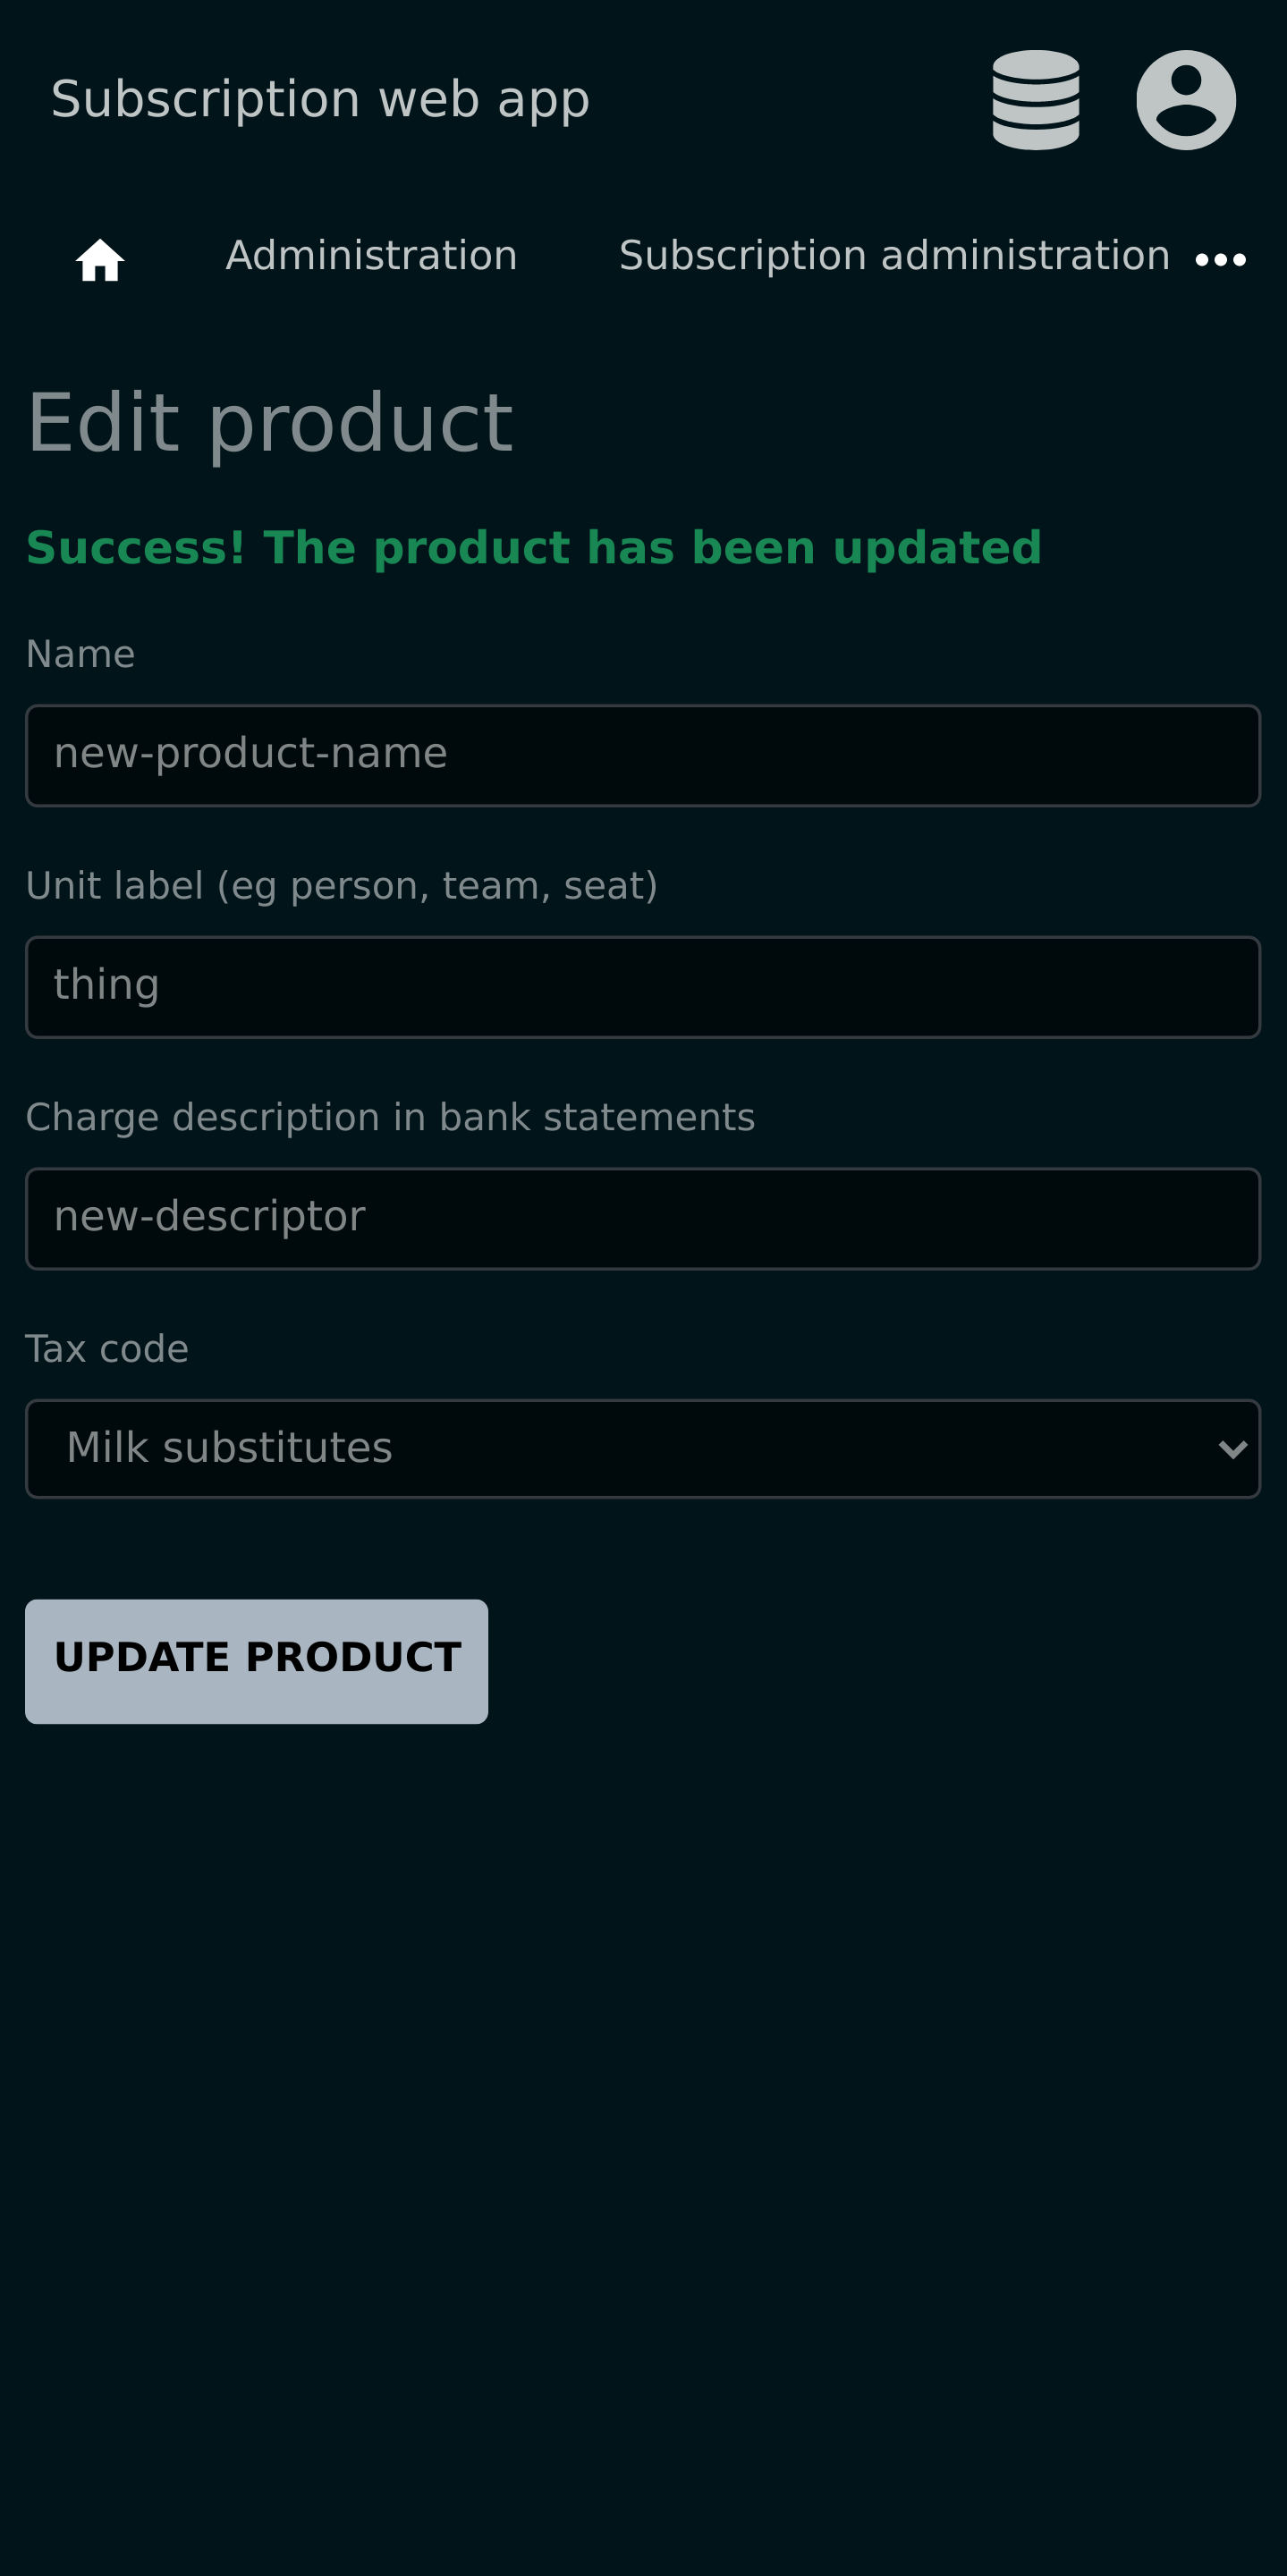 Subscription web app
Administration Subscription administration
Edit product
Success! The product has been updated
Name
new-product-name
Unit label (eg person, team, seat)
thing
Charge description in bank statements
new-descriptor
Tax code
Milk substitutes
UPDATE PRODUCT